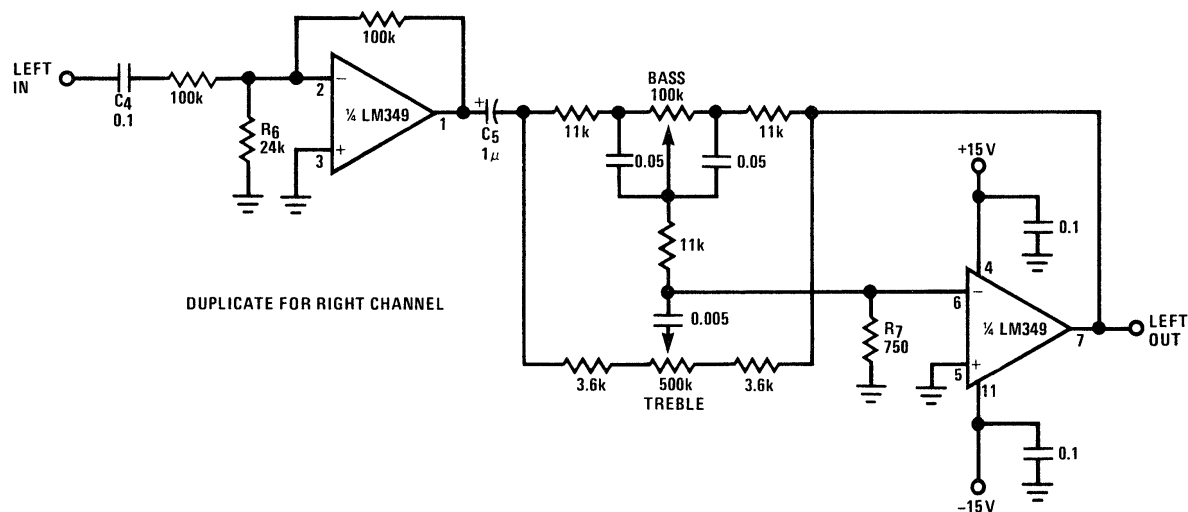 LEFT
IN
C4
0.1
100k
R6
24k
100k
2
−
3
+
¼ LM349
1
+
C5
1μ
11k
BASS
100k
11k
0.05
0.05
11k
0.005
3.6k
500k
3.6k
TREBLE
DUPLICATE FOR RIGHT CHANNEL
R7
750
+15 V
0.1
4
−
6
¼ LM349
5
+
11
7
LEFT
OUT
0.1
−15 V